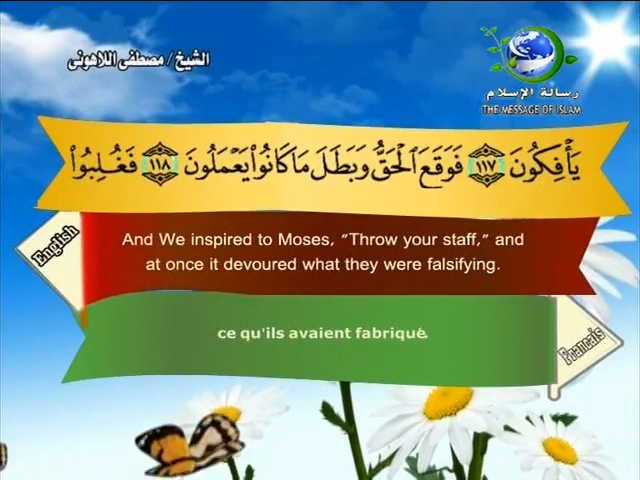 الشيخ / مصطفى اللاهونى
رسالة الإسلام
THE MESSAGE OF ISLAM
يَأْفِكُونَ ١١٧ فَوَقَعَ الْحَقُّ وَبَطَلَ مَا كَانُوا يَعْمَلُونَ ١١٨ فَغُلِبُوا
English
And We inspired to Moses, "Throw your staff," and
at once it devoured what they were falsifying.
ce qu'ils avaient fabriqué.
Francais